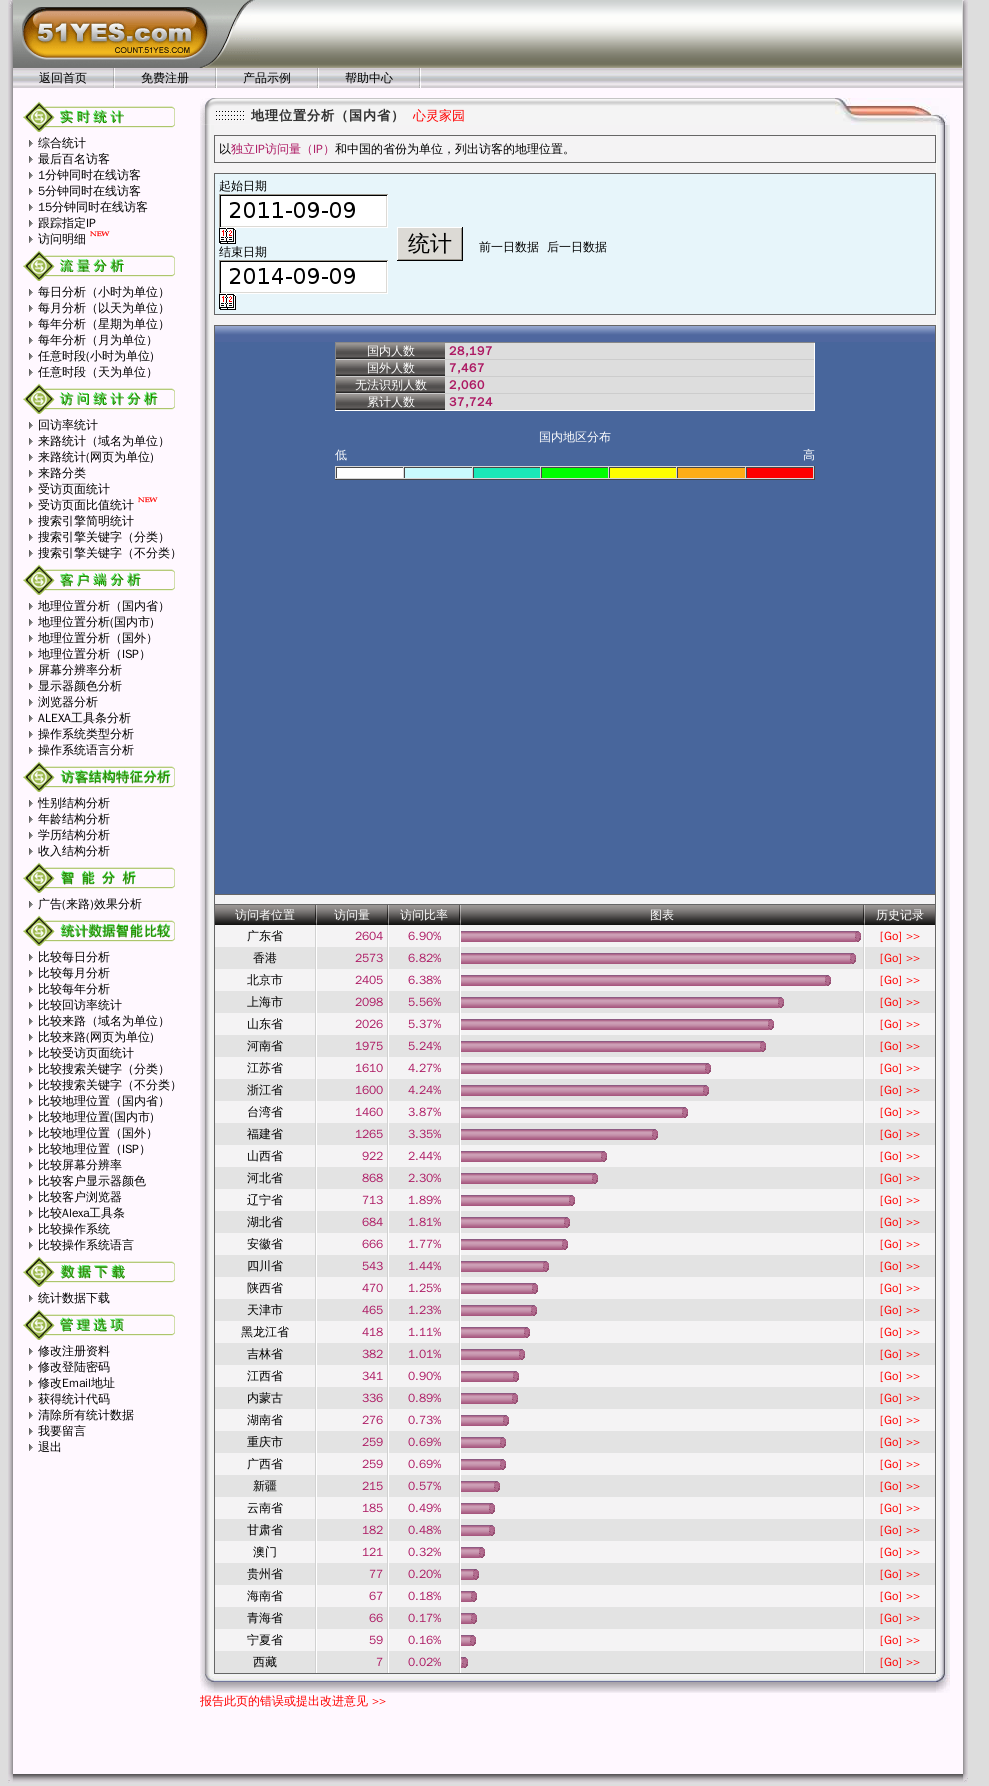 51YES.com
COUNT.51YES.COM
返回首页 免费注册 产品示例 帮助中心
实时统计
综合统计
最后百名访客
1分钟同时在线访客
5分钟同时在线访客
15分钟同时在线访客
跟踪指定IP
访问明细 NEW
流量分析
每日分析（小时为单位）
每月分析（以天为单位）
每年分析（星期为单位）
每年分析（月为单位）
任意时段(小时为单位)
任意时段（天为单位）
访问统计分析
回访率统计
来路统计（域名为单位）
来路统计(网页为单位)
来路分类
受访页面统计
受访页面比值统计 NEW
搜索引擎简明统计
搜索引擎关键字（分类）
搜索引擎关键字（不分类）
客户端分析
地理位置分析（国内省）
地理位置分析(国内市)
地理位置分析（国外）
地理位置分析（ISP）
屏幕分辨率分析
显示器颜色分析
浏览器分析
ALEXA工具条分析
操作系统类型分析
操作系统语言分析
访客结构特征分析
性别结构分析
年龄结构分析
学历结构分析
收入结构分析
智能分析
广告(来路)效果分析
统计数据智能比较
比较每日分析
比较每月分析
比较每年分析
比较回访率统计
比较来路（域名为单位）
比较来路(网页为单位)
比较受访页面统计
比较搜索关键字（分类）
比较搜索关键字（不分类）
比较地理位置（国内省）
比较地理位置(国内市)
比较地理位置（国外）
比较地理位置（ISP）
比较屏幕分辨率
比较客户显示器颜色
比较客户浏览器
比较Alexa工具条
比较操作系统
比较操作系统语言
数据下载
统计数据下载
管理选项
修改注册资料
修改登陆密码
修改Email地址
获得统计代码
清除所有统计数据
我要留言
退出
地理位置分析（国内省） 心灵家园
以独立IP访问量（IP）和中国的省份为单位，列出访客的地理位置。
起始日期
2011-09-09
结束日期
2014-09-09
统计 前一日数据 后一日数据
国内人数 28,197
国外人数 7,467
无法识别人数 2,060
累计人数 37,724
国内地区分布
低 高
访问者位置 访问量 访问比率 图表 历史记录
广东省 2604 6.90% [Go] >>
香港 2573 6.82% [Go] >>
北京市 2405 6.38% [Go] >>
上海市 2098 5.56% [Go] >>
山东省 2026 5.37% [Go] >>
河南省 1975 5.24% [Go] >>
江苏省 1610 4.27% [Go] >>
浙江省 1600 4.24% [Go] >>
台湾省 1460 3.87% [Go] >>
福建省 1265 3.35% [Go] >>
山西省 922 2.44% [Go] >>
河北省 868 2.30% [Go] >>
辽宁省 713 1.89% [Go] >>
湖北省 684 1.81% [Go] >>
安徽省 666 1.77% [Go] >>
四川省 543 1.44% [Go] >>
陕西省 470 1.25% [Go] >>
天津市 465 1.23% [Go] >>
黑龙江省 418 1.11% [Go] >>
吉林省 382 1.01% [Go] >>
江西省 341 0.90% [Go] >>
内蒙古 336 0.89% [Go] >>
湖南省 276 0.73% [Go] >>
重庆市 259 0.69% [Go] >>
广西省 259 0.69% [Go] >>
新疆 215 0.57% [Go] >>
云南省 185 0.49% [Go] >>
甘肃省 182 0.48% [Go] >>
澳门 121 0.32% [Go] >>
贵州省 77 0.20% [Go] >>
海南省 67 0.18% [Go] >>
青海省 66 0.17% [Go] >>
宁夏省 59 0.16% [Go] >>
西藏 7 0.02% [Go] >>
报告此页的错误或提出改进意见 >>